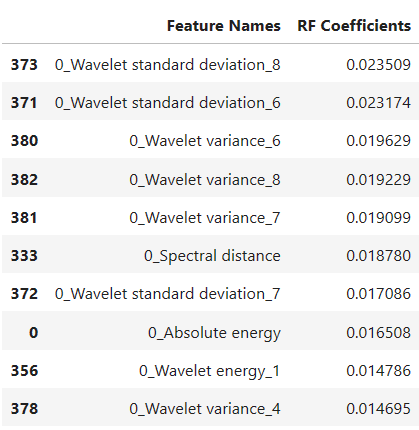 Feature Names RF Coefficients
373 0_Wavelet standard deviation_8 0.023509
371 0_Wavelet standard deviation_6 0.023174
380 0_Wavelet variance_6 0.019629
382 0_Wavelet variance_8 0.019229
381 0_Wavelet variance_7 0.019099
333 0_Spectral distance 0.018780
372 0_Wavelet standard deviation_7 0.017086
0 0_Absolute energy 0.016508
356 0_Wavelet energy_1 0.014786
378 0_Wavelet variance_4 0.014695